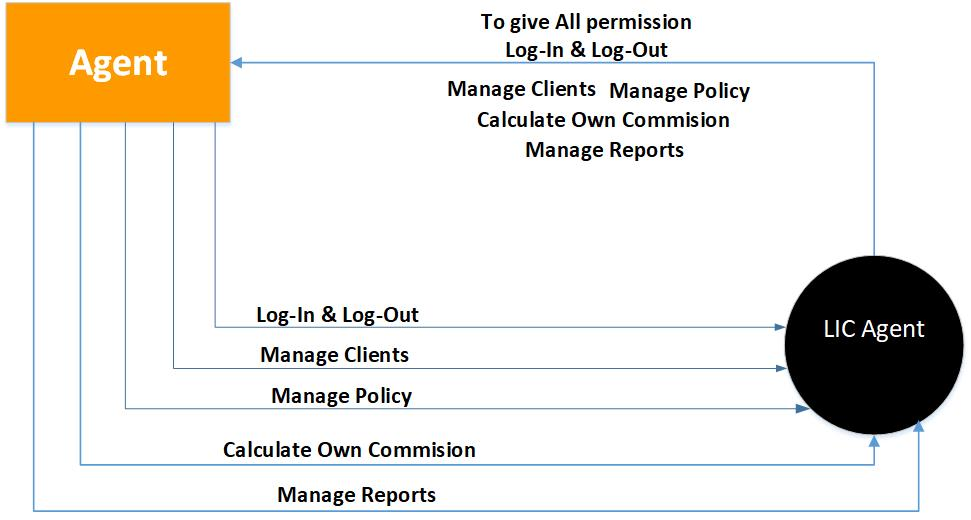 Agent
To give All permission
Log-In & Log-Out
Manage Clients Manage Policy
Calculate Own Commision
Manage Reports
LIC Agent
Log-In & Log-Out
Manage Clients
Manage Policy
Calculate Own Commision
Manage Reports